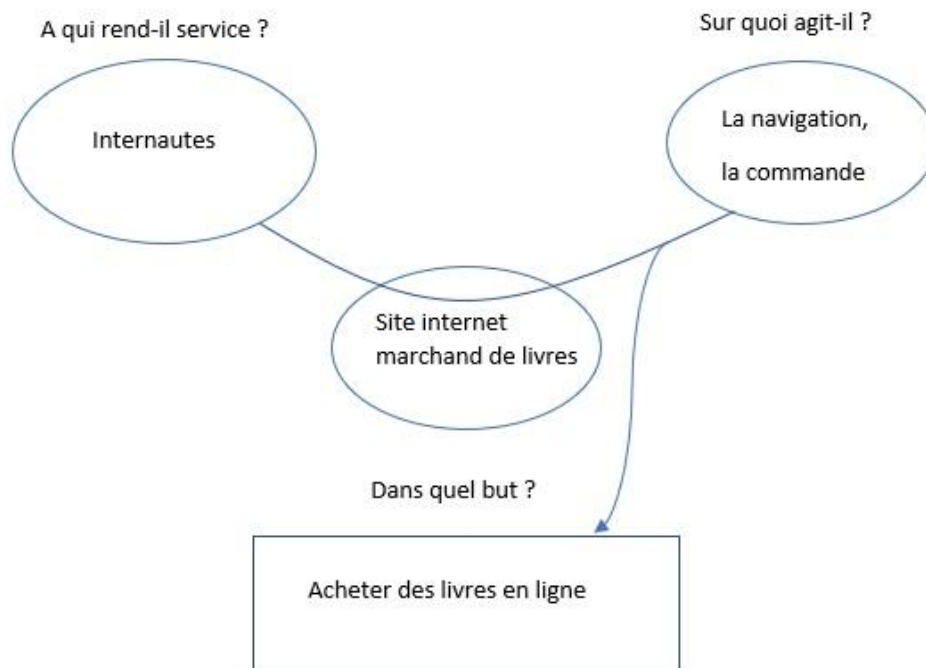 A qui rend-il service ?
Sur quoi agit-il ?
Internautes
La navigation,
la commande
Site internet
marchand de livres
Dans quel but ?
Acheter des livres en ligne